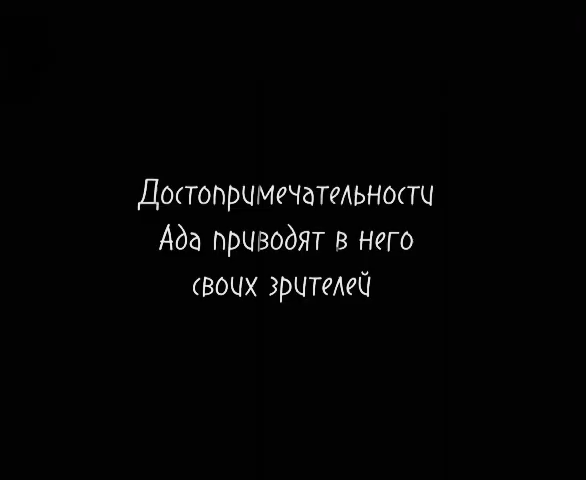 Достопримечательности
Ада приводят в него
своих зрителей